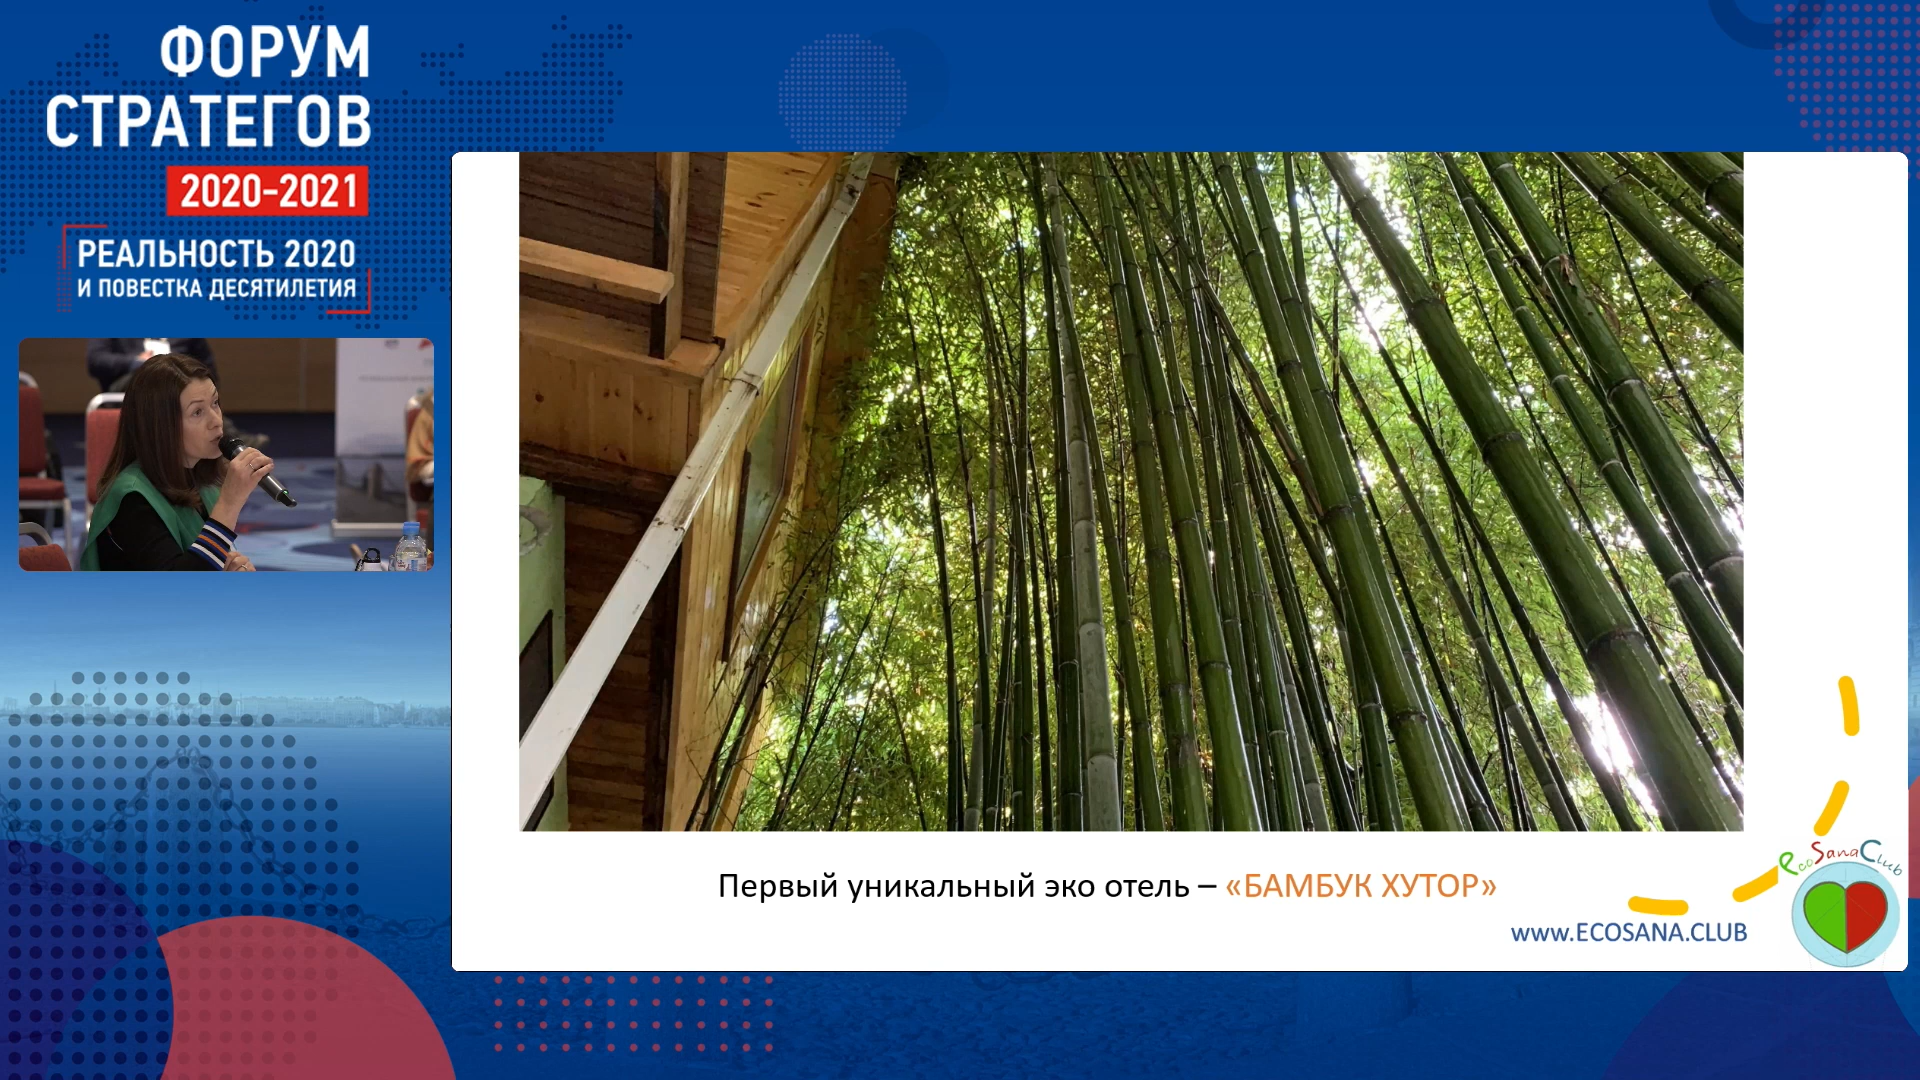 ФОРУМ
СТРАТЕГОВ
2020-2021
РЕАЛЬНОСТЬ 2020
И ПОВЕСТКА ДЕСЯТИЛЕТИЯ
Первый уникальный эко отель – «БАМБУК ХУТОР»
EcoSanaClub
www.ECOSANA.CLUB